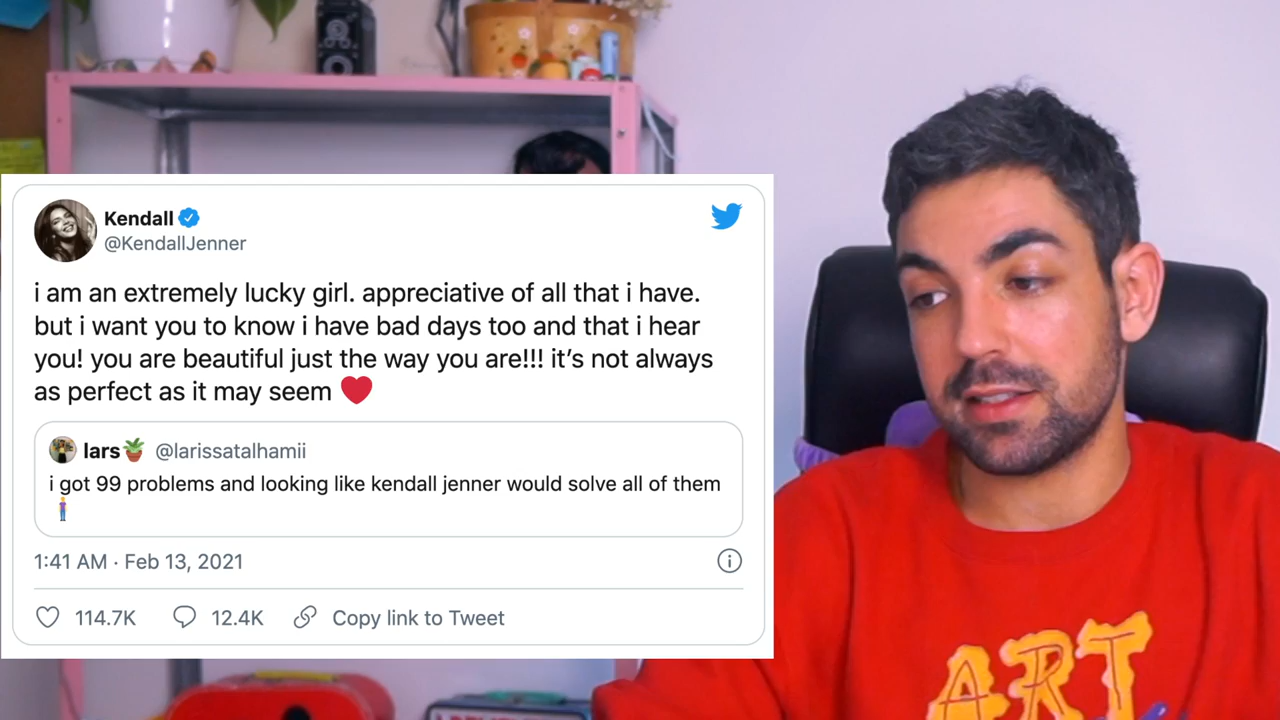 Kendall
@KendallJenner
i am an extremely lucky girl. appreciative of all that i have.
but i want you to know i have bad days too and that i hear
you! you are beautiful just the way you are!!! it’s not always
as perfect as it may seem ❤️
lars🪴 @larissatalhamii
i got 99 problems and looking like kendall jenner would solve all of them
🧍‍♀️
1:41 AM · Feb 13, 2021
114.7K 12.4K Copy link to Tweet
ART